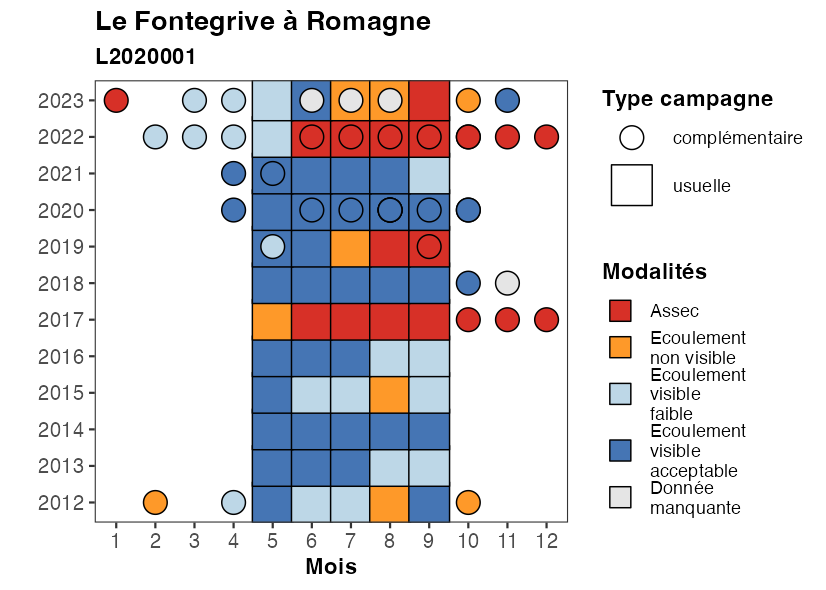 Le Fontegrive à Romagne
L2020001
2023
2022
2021
2020
2019
2018
2017
2016
2015
2014
2013
2012
1 2 3 4 5 6 7 8 9 10 11 12
Mois
Type campagne
complémentaire
usuelle
Modalités
Assec
Ecoulement
non visible
Ecoulement
visible
faible
Ecoulement
visible
acceptable
Donnée
manquante